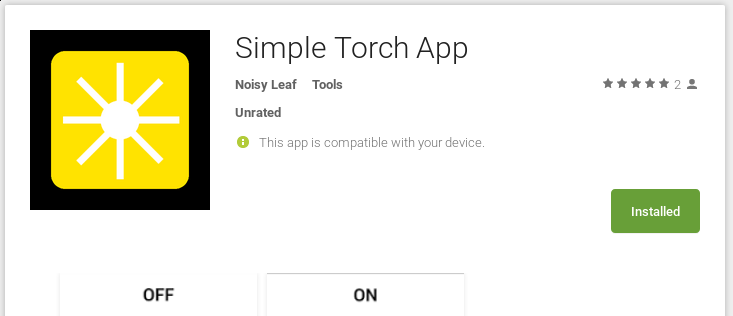 Simple Torch App
Noisy Leaf Tools 2
Unrated
This app is compatible with your device.
Installed
OFF ON